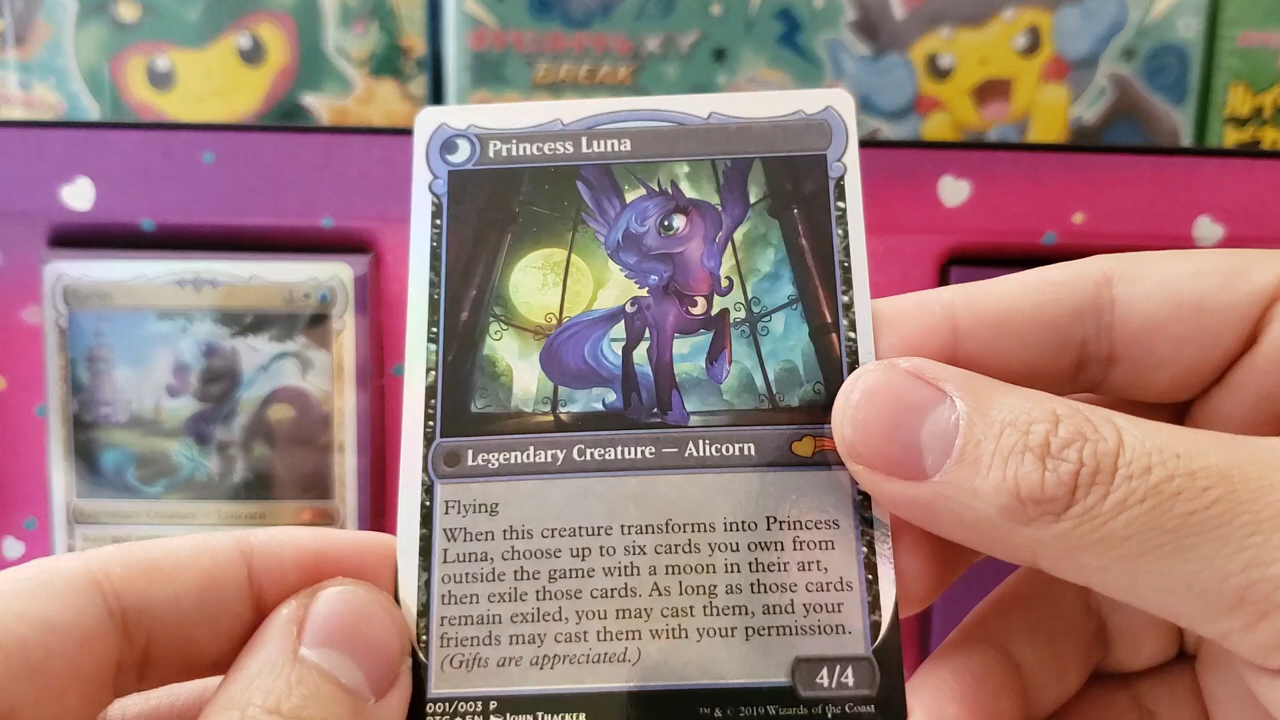 XY
BREAK
Princess Luna
Legendary Creature — Alicorn
Flying
When this creature transforms into Princess
Luna, choose up to six cards you own from
outside the game with a moon in their art,
then exile those cards. As long as those cards
remain exiled, you may cast them, and your
friends may cast them with your permission.
(Gifts are appreciated.)
4/4
001/003 P
PTG ★ EN JOHN THACKER
™ & © 2019 Wizards of the Coast